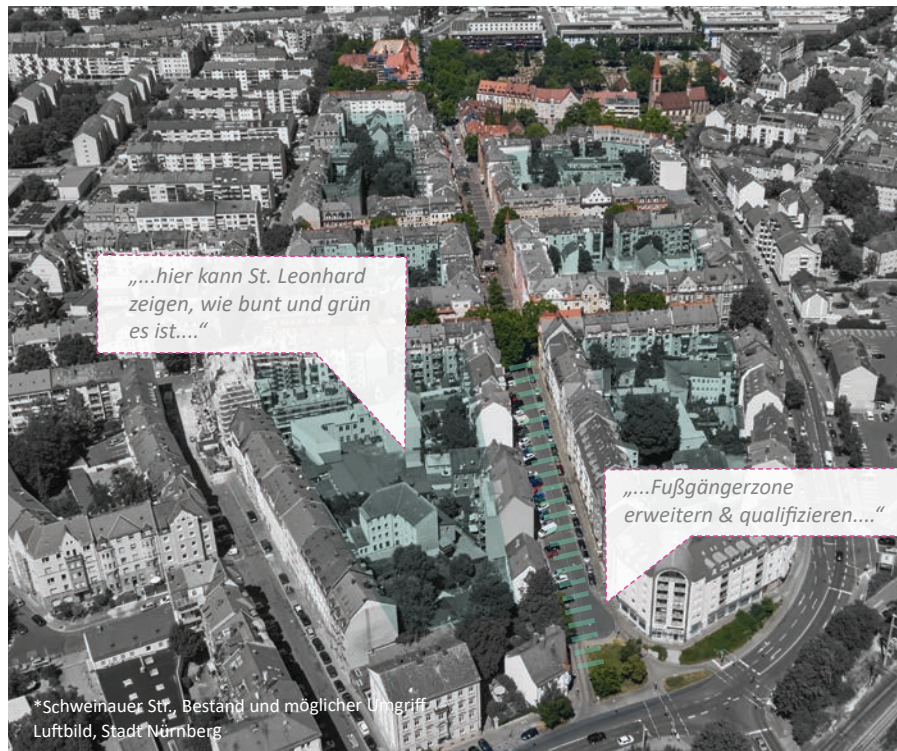 „...hier kann St. Leonhard
zeigen, wie bunt und grün
es ist....“
„...Fußgängerzone
erweitern & qualifizieren....“
*Schweinauer Str., Bestand und möglicher Umgriff
Luftbild, Stadt Nürnberg